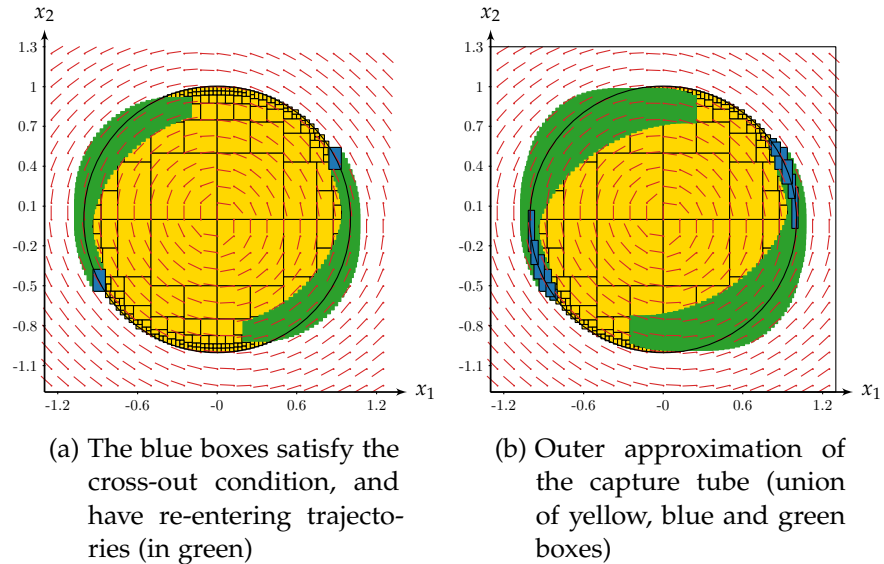 x2
1.3
1
0.7
0.4
0.1
-0.2
-0.5
-0.8
-1.1
-1.2 -0.6 -0 0.6 1.2
x1
x2
1.3
1
0.7
0.4
0.1
-0.2
-0.5
-0.8
-1.1
-1.2 -0.6 -0 0.6 1.2
x1
(a) The blue boxes satisfy the
cross-out condition, and
have re-entering trajecto-
ries (in green)
(b) Outer approximation of
the capture tube (union
of yellow, blue and green
boxes)